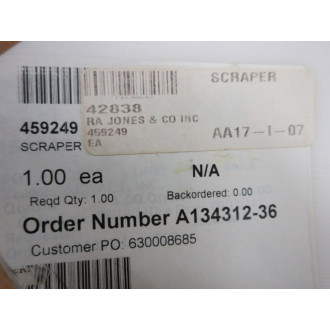 SCRAPER
42838
RA JONES & CO INC
459249
EA
AA17-I-07
459249
SCRAPER
1.00 ea
N/A
Reqd Qty: 1.00
Backordered: 0.00
Order Number A134312-36
Customer PO: 630008685